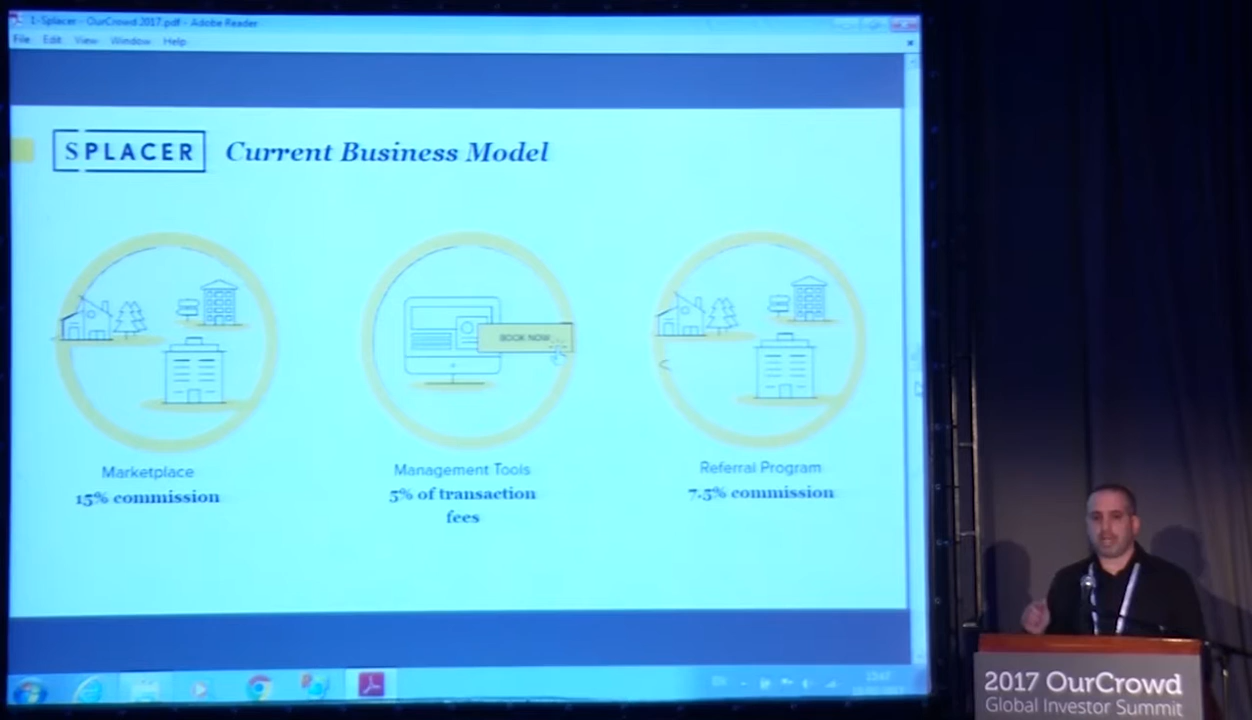 1-Splacer - OurCrowd 2017.pdf - Adobe Reader
File Edit View Window Help
SPLACER Current Business Model
BOOK NOW
Marketplace
15% commission
Management Tools
5% of transaction
fees
Referral Program
7.5% commission
EN
2017 OurCrowd
Global Investor Summit